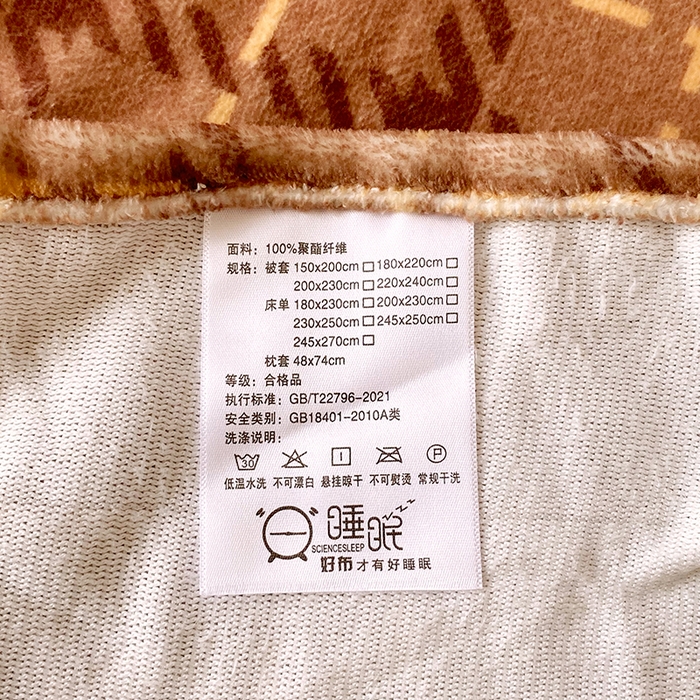 面料：100%聚酯纤维
规格：被套 150x200cm□ 180x220cm□
200x230cm□ 220x240cm□
床单 180x230cm□ 200x230cm□
230x250cm□ 245x250cm□
245x270cm□
枕套 48x74cm
等级：合格品
执行标准：GB/T22796-2021
安全类别：GB18401-2010A类
洗涤说明：
30 P
低温水洗 不可漂白 悬挂晾干 不可熨烫 常规干洗
睡眠 zzz
SCIENCESLEEP
好布才有好睡眠